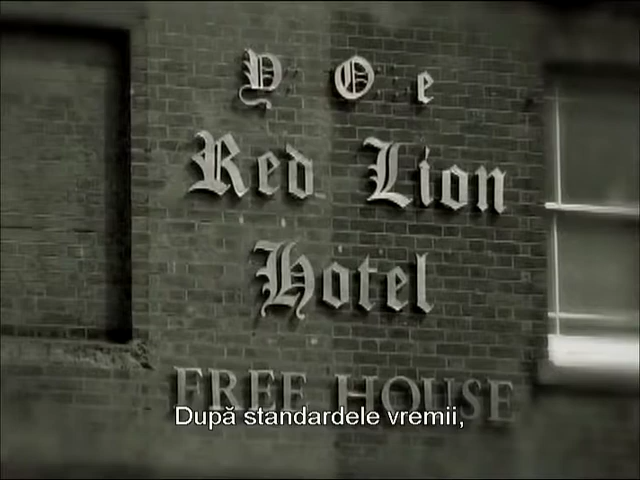 Y O e
Red Lion
Hotel
FREE HOUSE
După standardele vremii,